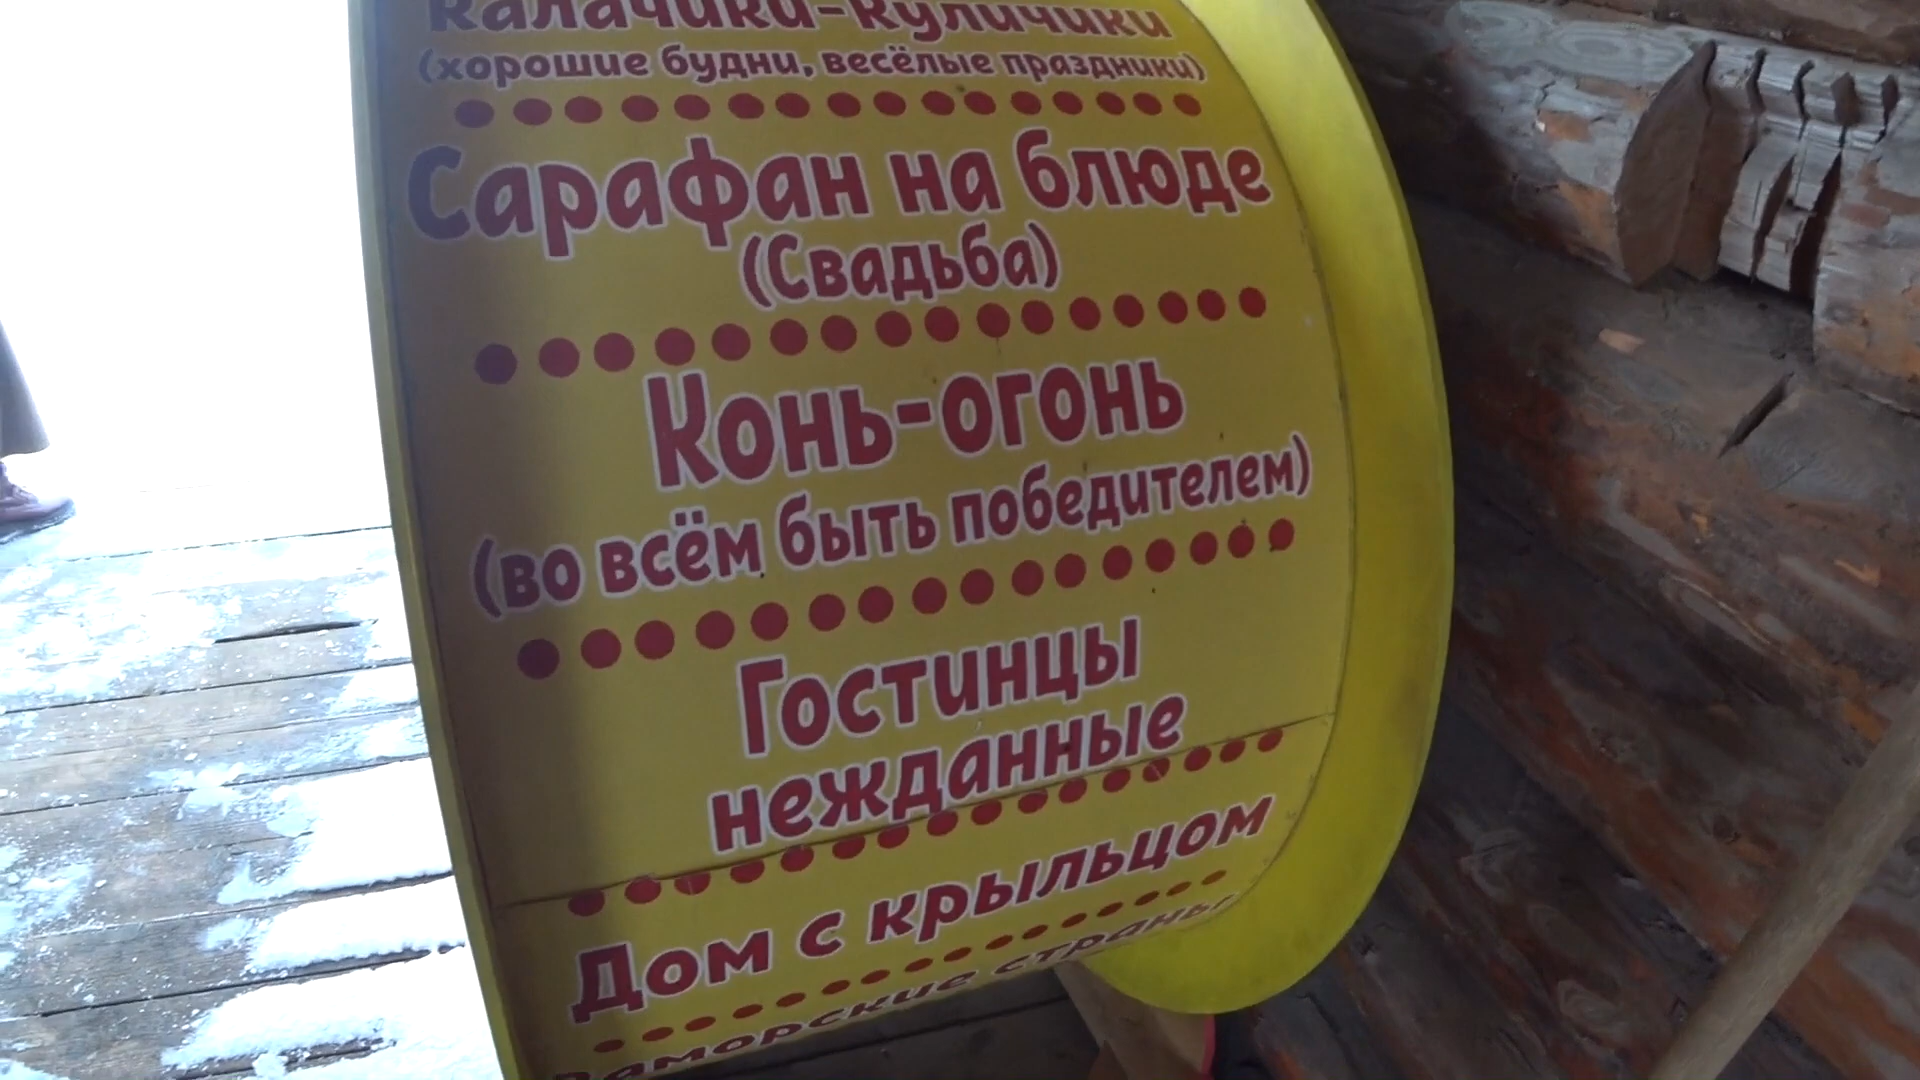 Калачики-Куличики
(хорошие будни, весёлые праздники)
Сарафан на блюде
(Свадьба)
Конь-огонь
(во всём быть победителем)
Гостинцы
нежданные
Дом с крыльцом
Заморские страны